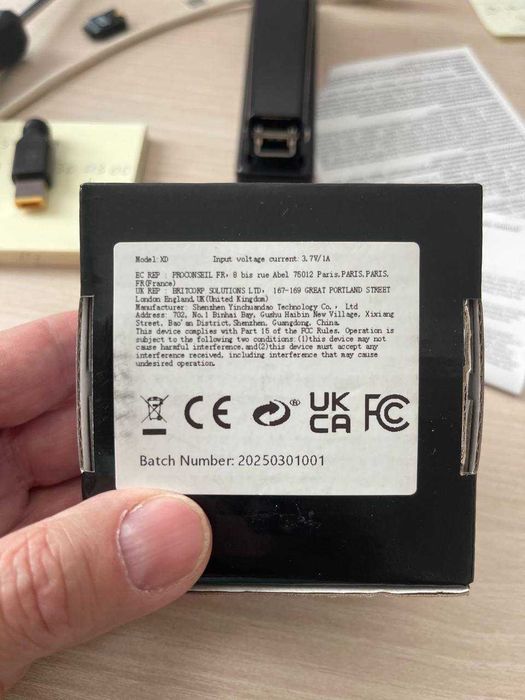 Model: XD Input voltage current: 3.7V/1A
EC REP : PROCONSEIL FR, 8 bis rue Abel 75012 Paris,PARIS,PARIS,
FR(France)
UK REP : BRITCORP SOLUTIONS LTD, 167-169 GREAT PORTLAND STREET
London England,UK(United Kingdom)
Manufacturer: Shenzhen Yinchuandao Technology Co. , Ltd
Address: 702, No.1 Binhai Bay, Gushu Haibin New Village, Xixiang
Street, Bao'an District,Shenzhen, Guangdong, China
This device complies with Part 15 of the FCC Rules. Operation is
subject to the following two conditions:(1)this device may not
cause harmful interference,and(2)this device must accept any
interference received, including interference that may cause
undesired operation.
CE ® UK CA FC
Batch Number: 20250301001